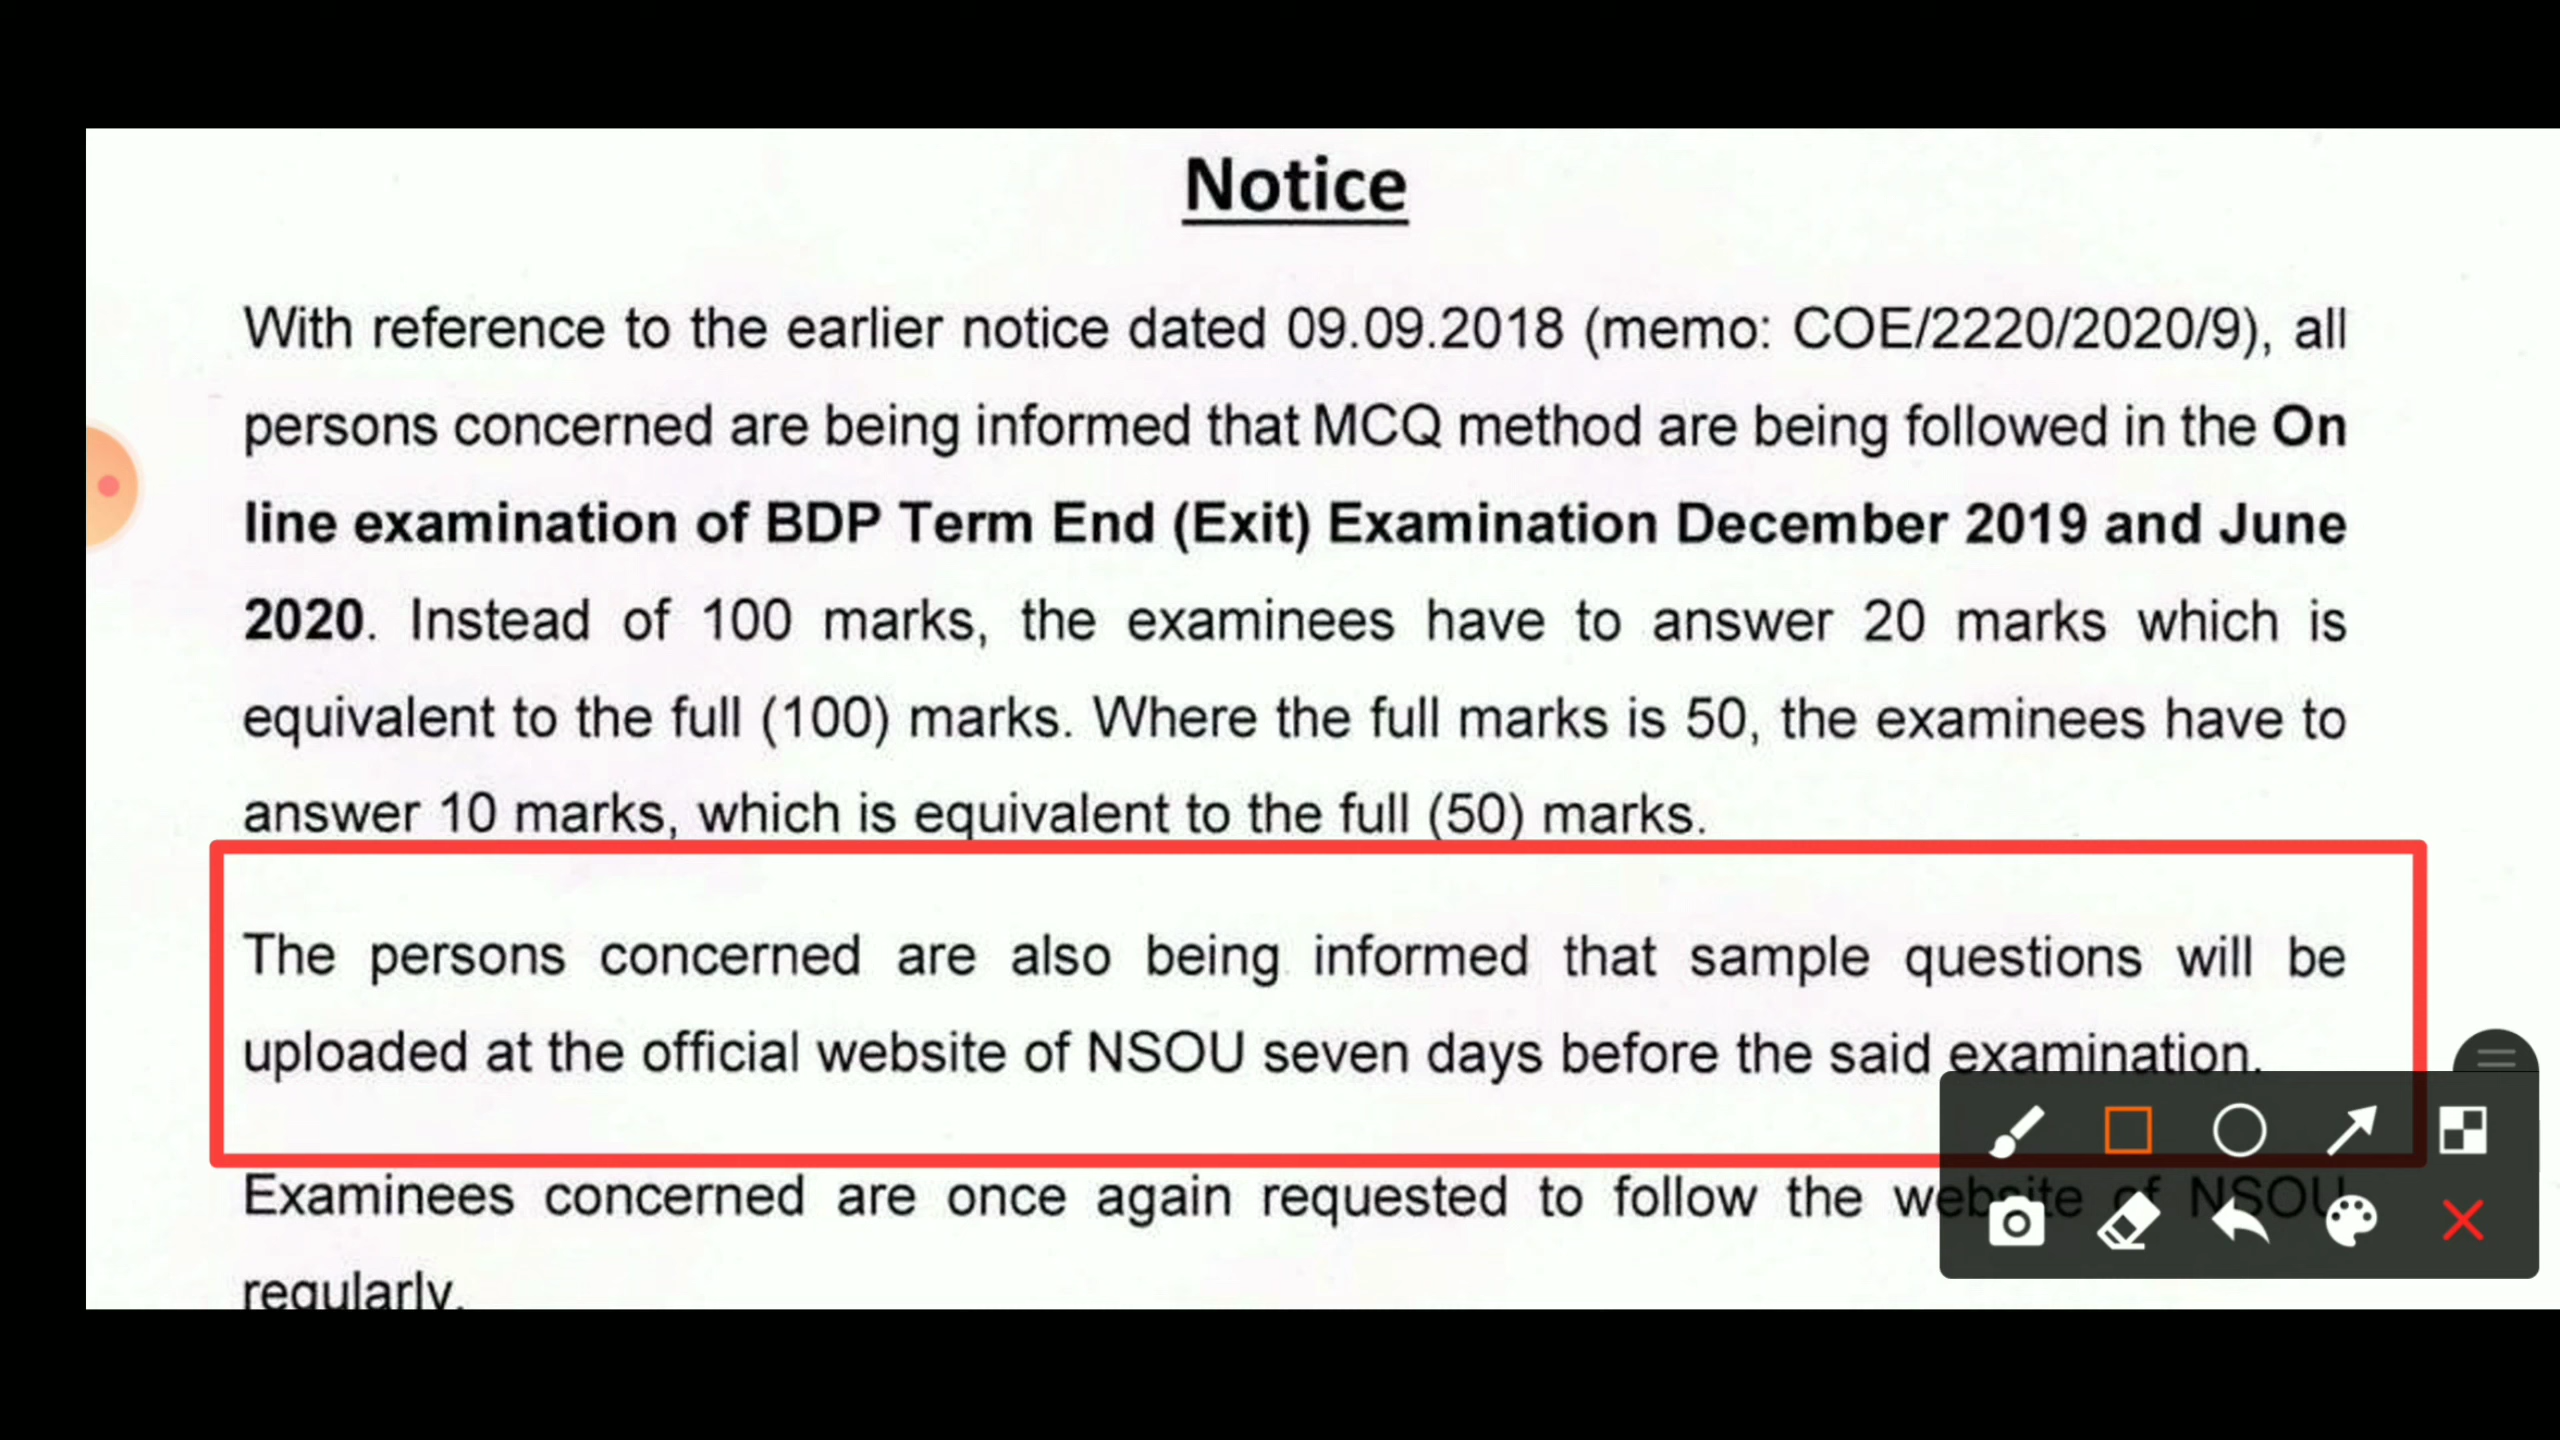 Notice
With reference to the earlier notice dated 09.09.2018 (memo: COE/2220/2020/9), all
persons concerned are being informed that MCQ method are being followed in the On
line examination of BDP Term End (Exit) Examination December 2019 and June
2020. Instead of 100 marks, the examinees have to answer 20 marks which is
equivalent to the full (100) marks. Where the full marks is 50, the examinees have to
answer 10 marks, which is equivalent to the full (50) marks.
The persons concerned are also being informed that sample questions will be
uploaded at the official website of NSOU seven days before the said examination.
Examinees concerned are once again requested to follow the website of NSOU
regularly.